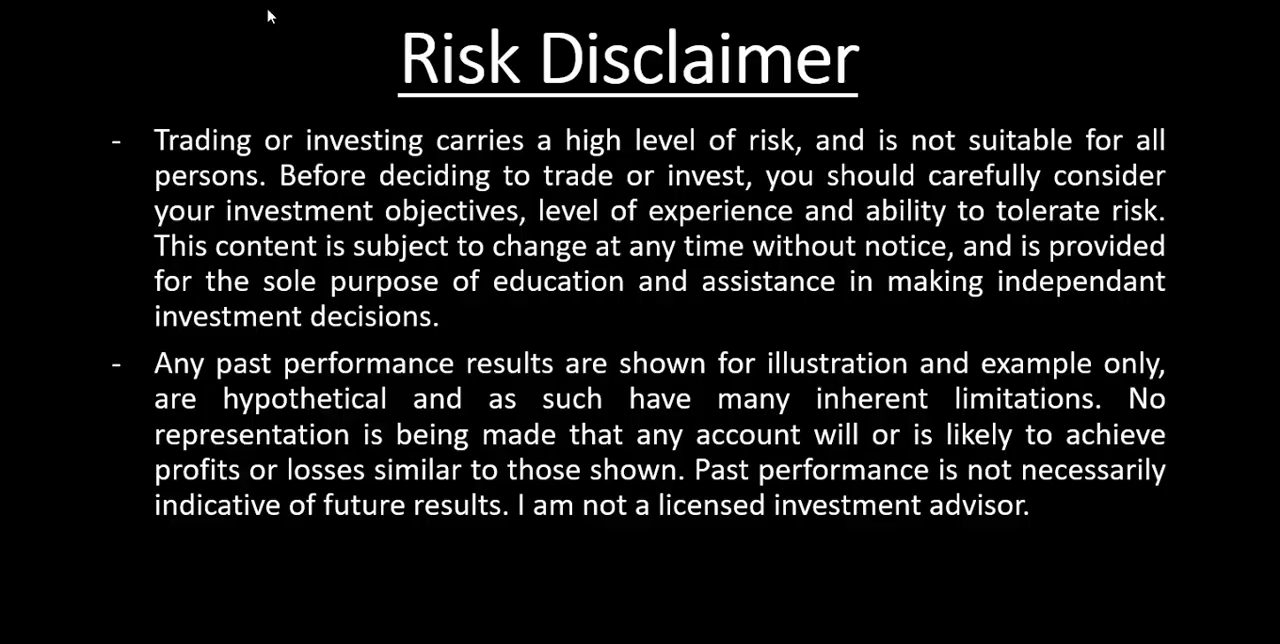 Risk Disclaimer
- Trading or investing carries a high level of risk, and is not suitable for all
persons. Before deciding to trade or invest, you should carefully consider
your investment objectives, level of experience and ability to tolerate risk.
This content is subject to change at any time without notice, and is provided
for the sole purpose of education and assistance in making independant
investment decisions.
- Any past performance results are shown for illustration and example only,
are hypothetical and as such have many inherent limitations. No
representation is being made that any account will or is likely to achieve
profits or losses similar to those shown. Past performance is not necessarily
indicative of future results. I am not a licensed investment advisor.